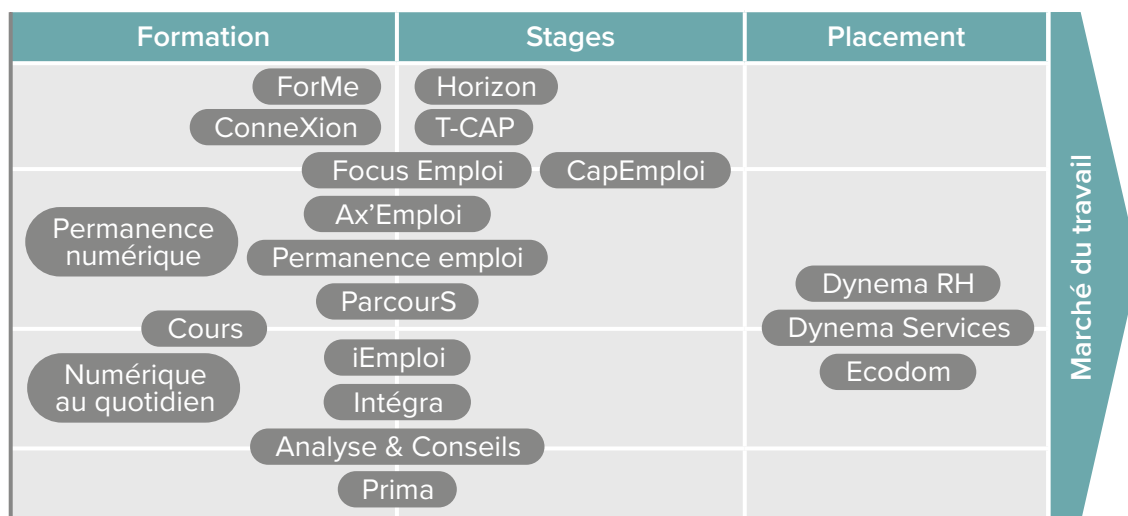 Formation
Stages
Placement
ForMe
Horizon
ConneXion
T-CAP
Focus Emploi
CapEmploi
Ax'Emploi
Permanence
numérique
Permanence emploi
ParcourS
Cours
iEmploi
Numérique
au quotidien
Intégra
Analyse & Conseils
Prima
Dynema RH
Dynema Services
Ecodom
Marché du travail